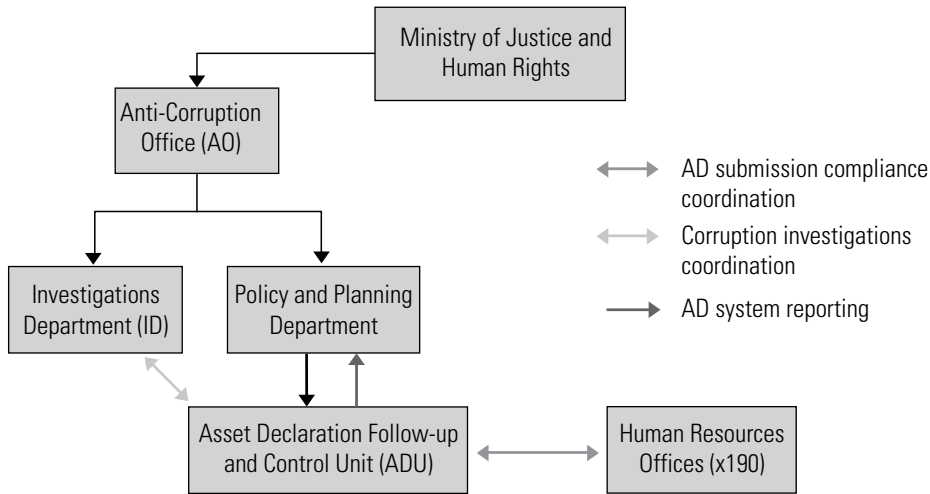 Ministry of Justice and
Human Rights
Anti-Corruption
Office (AO)
AD submission compliance
coordination
Corruption investigations
coordination
AD system reporting
Investigations
Department (ID)
Policy and Planning
Department
Asset Declaration Follow-up
and Control Unit (ADU)
Human Resources
Offices (x190)